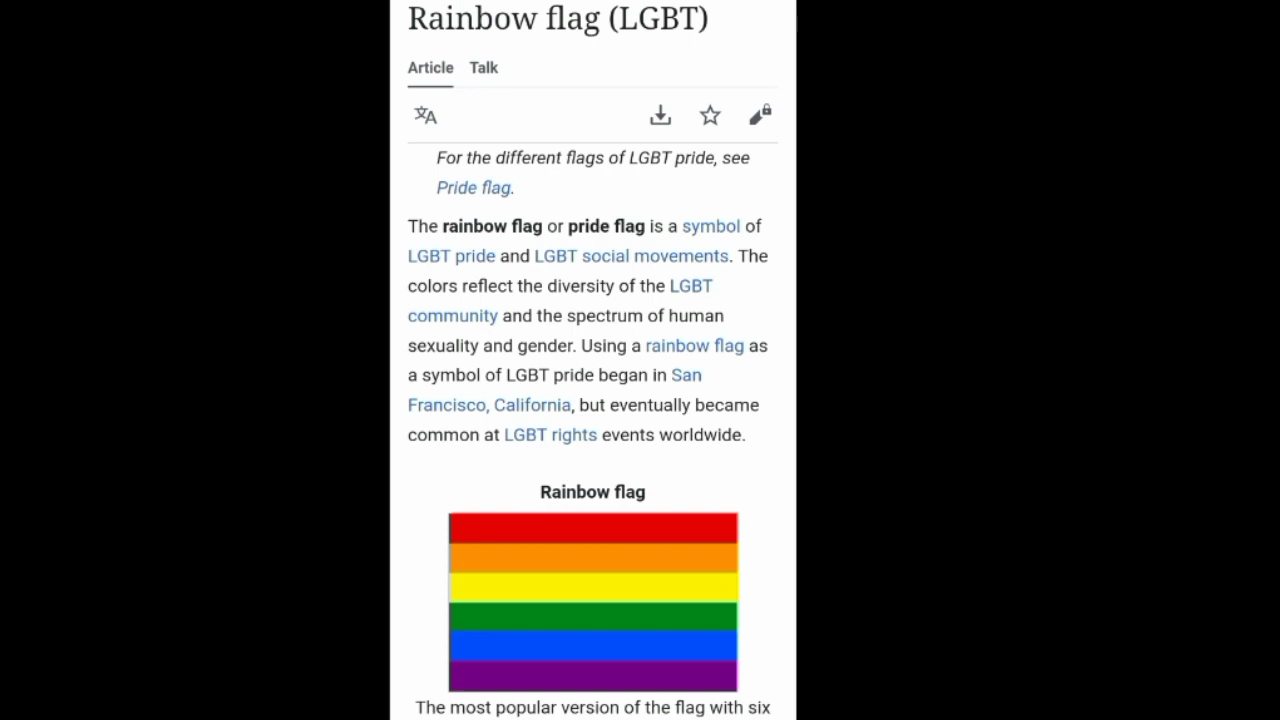 Rainbow flag (LGBT)
Article Talk
For the different flags of LGBT pride, see
Pride flag.
The rainbow flag or pride flag is a symbol of
LGBT pride and LGBT social movements. The
colors reflect the diversity of the LGBT
community and the spectrum of human
sexuality and gender. Using a rainbow flag as
a symbol of LGBT pride began in San
Francisco, California, but eventually became
common at LGBT rights events worldwide.
Rainbow flag
The most popular version of the flag with six